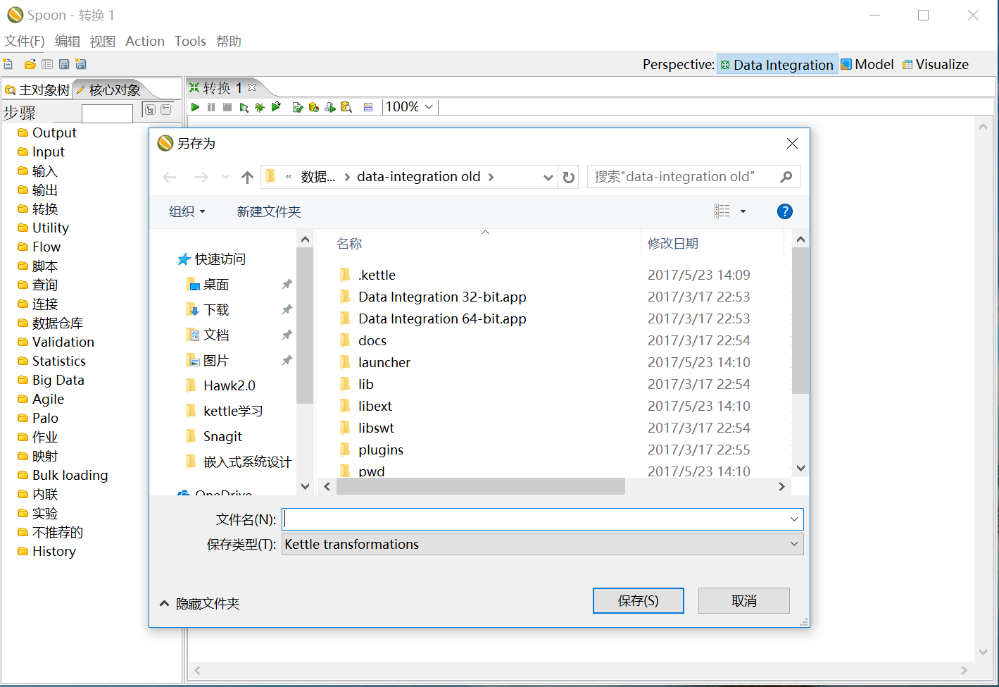 Spoon - 转换 1
文件(F) 编辑 视图 Action Tools 帮助
Perspective: Data Integration Model Visualize
主对象树 核心对象
转换 1
步骤
100%
Output
Input
输入
输出
转换
Utility
Flow
脚本
查询
连接
数据仓库
Validation
Statistics
Big Data
Agile
Palo
作业
映射
Bulk loading
内联
实验
不推荐的
History
另存为
« 数据... > data-integration old >
搜索"data-integration old"
组织 新建文件夹
?
快速访问
桌面
下载
文档
图片
Hawk2.0
kettle学习
Snagit
嵌入式系统设计
OneDrive
名称 修改日期
.kettle 2017/5/23 14:09
Data Integration 32-bit.app 2017/3/17 22:53
Data Integration 64-bit.app 2017/3/17 22:53
docs 2017/3/17 22:54
launcher 2017/5/23 14:10
lib 2017/3/17 22:54
libext 2017/5/23 14:10
libswt 2017/3/17 22:54
plugins 2017/3/17 22:55
pwd 2017/5/23 14:10
文件名(N):
保存类型(T): Kettle transformations
隐藏文件夹
保存(S) 取消